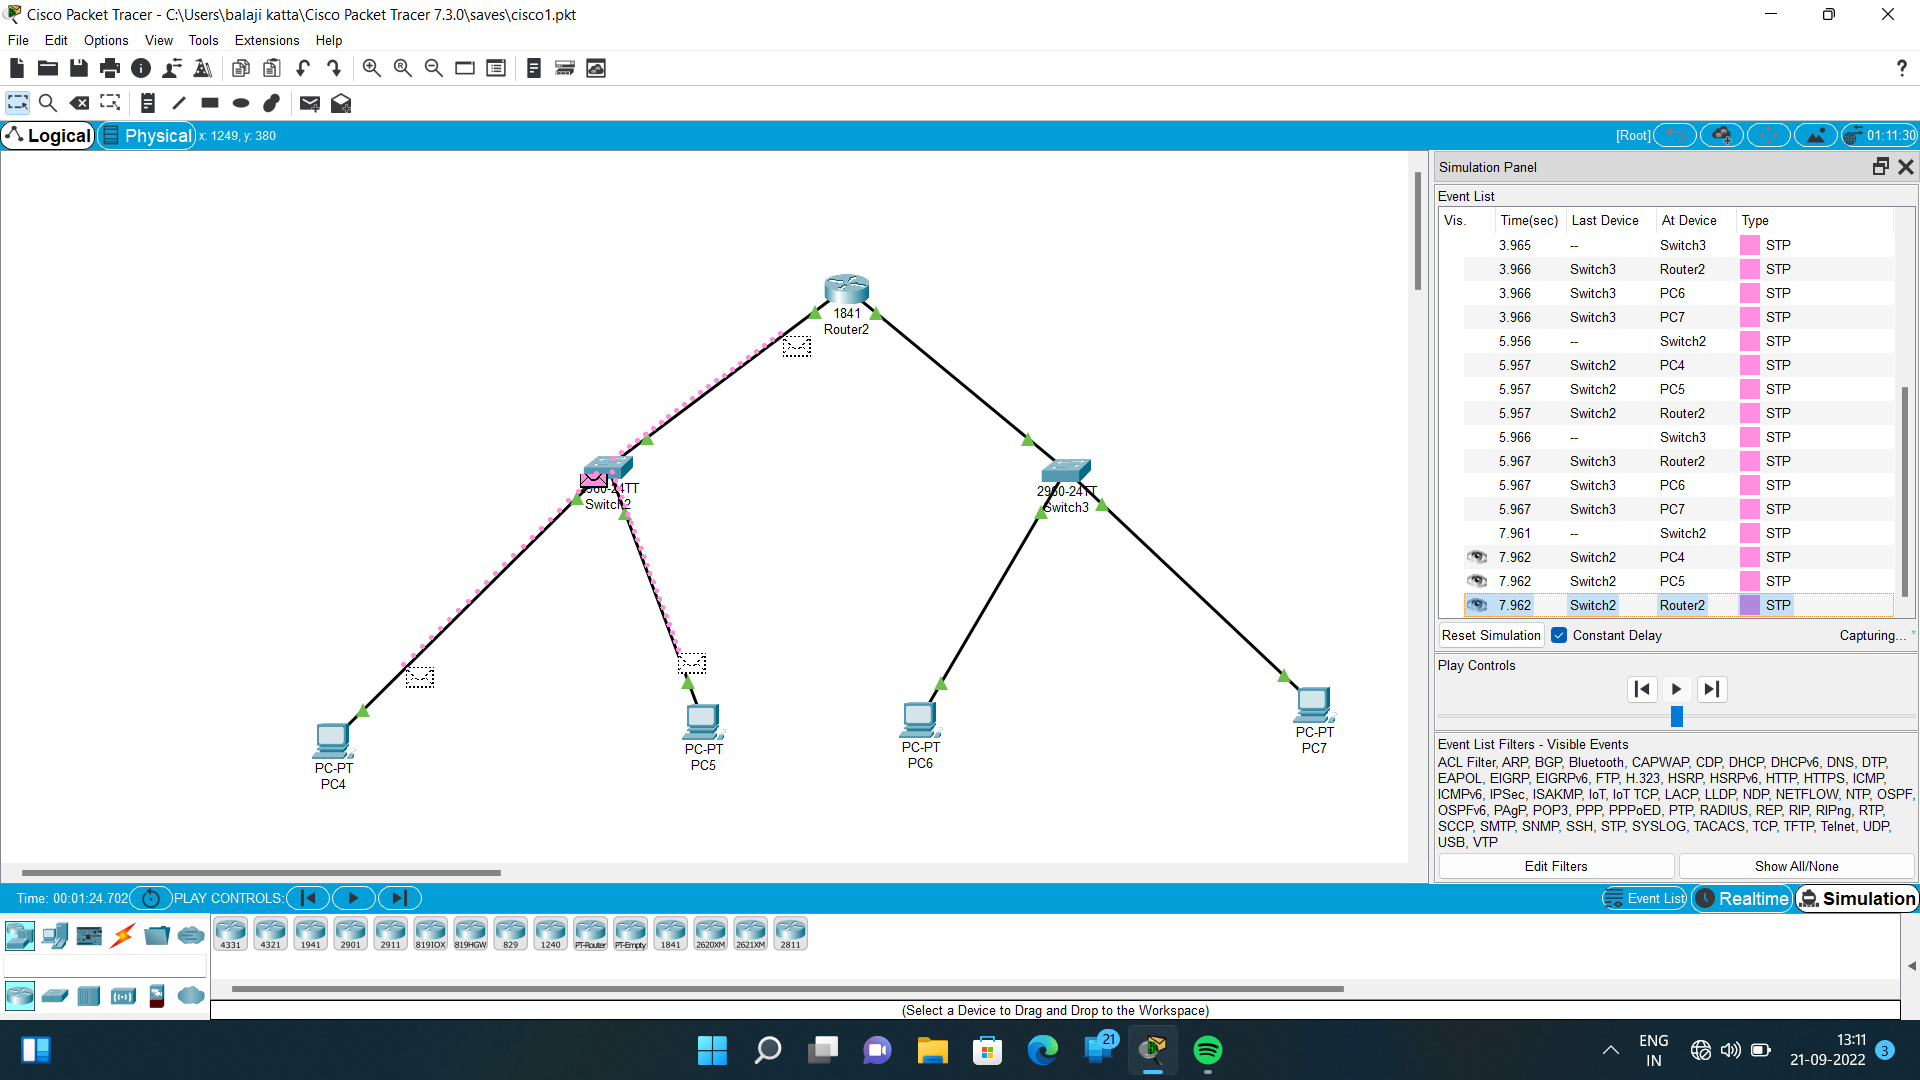 Cisco Packet Tracer - C:\Users\balaji katta\Cisco Packet Tracer 7.3.0\saves\cisco1.pkt
File Edit Options View Tools Extensions Help
?
Logical Physical x: 1249, y: 380 [Root] 01:11:30
Simulation Panel
Event List
Vis. Time(sec) Last Device At Device Type
3.965 -- Switch3 STP
3.966 Switch3 Router2 STP
3.966 Switch3 PC6 STP
3.966 Switch3 PC7 STP
5.956 -- Switch2 STP
5.957 Switch2 PC4 STP
5.957 Switch2 PC5 STP
5.957 Switch2 Router2 STP
5.966 -- Switch3 STP
5.967 Switch3 Router2 STP
5.967 Switch3 PC6 STP
5.967 Switch3 PC7 STP
7.961 -- Switch2 STP
7.962 Switch2 PC4 STP
7.962 Switch2 PC5 STP
7.962 Switch2 Router2 STP
Reset Simulation Constant Delay Capturing...
Play Controls
Event List Filters - Visible Events
ACL Filter, ARP, BGP, Bluetooth, CAPWAP, CDP, DHCP, DHCPv6, DNS, DTP,
EAPOL, EIGRP, EIGRPv6, FTP, H.323, HSRP, HSRPv6, HTTP, HTTPS, ICMP,
ICMPv6, IPSec, ISAKMP, IoT, IoT TCP, LACP, LLDP, NDP, NETFLOW, NTP, OSPF,
OSPFv6, PAgP, POP3, PPP, PPPoED, PTP, RADIUS, REP, RIP, RIPng, RTP,
SCCP, SMTP, SNMP, SSH, STP, SYSLOG, TACACS, TCP, TFTP, Telnet, UDP,
USB, VTP
Edit Filters Show All/None
1841
Router2
2960-24TT
Switch2
2960-24TT
Switch3
PC-PT
PC4
PC-PT
PC5
PC-PT
PC6
PC-PT
PC7
Time: 00:01:24.702 PLAY CONTROLS: Event List Realtime Simulation
4331 4321 1941 2901 2911 819IOX 819HGW 829 1240 PT-Router PT-Empty 1841 2620XM 2621XM 2811
(Select a Device to Drag and Drop to the Workspace)
21
ENG
IN
13:11
21-09-2022
3